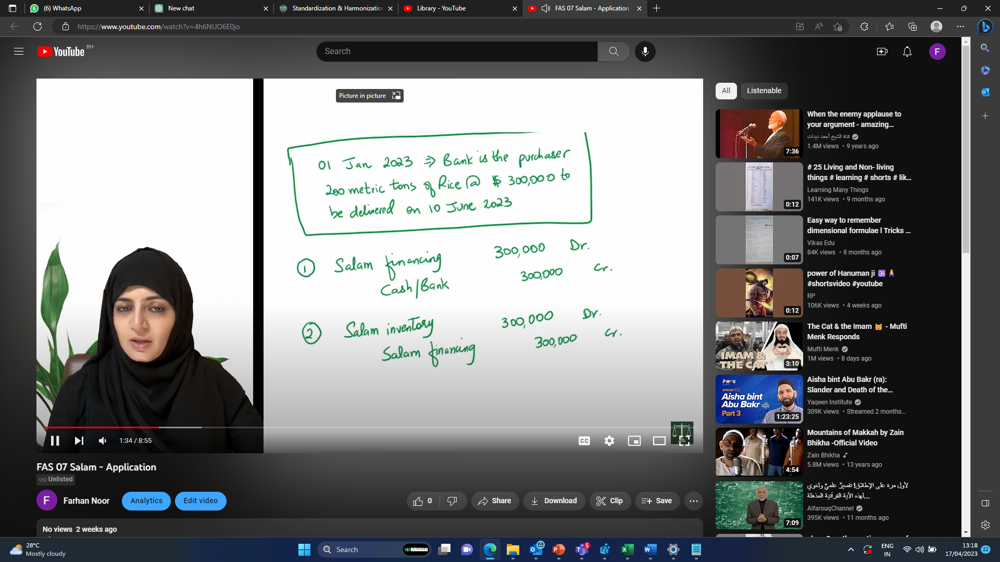 (6) WhatsApp
New chat
Standardization & Harmonizatio
Library - YouTube
FAS 07 Salam - Application
https://www.youtube.com/watch?v=4h6NUO6E0jo
YouTube BH
Search
F
Picture in picture
01 Jan 2023 ⇒ Bank is the purchaser
200 metric tons of Rice @ $ 300,000 to
be delivered on 10 June 2023
1 Salam financing 300,000 Dr.
Cash/Bank 300,000 Cr.
2 Salam inventory 300,000 Dr.
Salam financing 300,000 Cr.
1:34 / 8:55
CC
FAS 07 Salam - Application
Unlisted
F
Farhan Noor
Analytics
Edit video
0
Share
Download
Clip
Save
No views 2 weeks ago
All
Listenable
When the enemy applause to
your argument - amazing...
قناة الشيخ أحمد ديدات
1.4M views • 9 years ago
7:36
# 25 Living and Non- living
things # learning # shorts # lik...
Learning Many Things
141K views • 9 months ago
0:12
Easy way to remember
dimensional formulae l Tricks ...
Vikas Edu
84K views • 8 months ago
0:07
power of Hanuman ji 🕉 🙏
#shortsvideo #youtube
RP
106K views • 4 weeks ago
0:12
The Cat & the Imam 😸 - Mufti
Menk Responds
Mufti Menk
1M views • 8 days ago
IMAM &
THE CAT
3:10
Aisha bint Abu Bakr (ra):
Slander and Death of the...
Yaqeen Institute
309K views • Streamed 2 months...
EPISODE 102
Aisha bint
Abu Bakr
Part 3
1:23:25
Mountains of Makkah by Zain
Bhikha -Official Video
Zain Bhikha
5.8M views • 13 years ago
4:54
لأول مرة على الإطلاق! تفسيرٌ علميٌ ولغوي
لهذه الآية القرآنية المذهلة...
AlfarouqChannel
395K views • 11 months ago
7:09
28°C
Mostly cloudy
Search
5
ENG
IN
13:18
17/04/2023
22